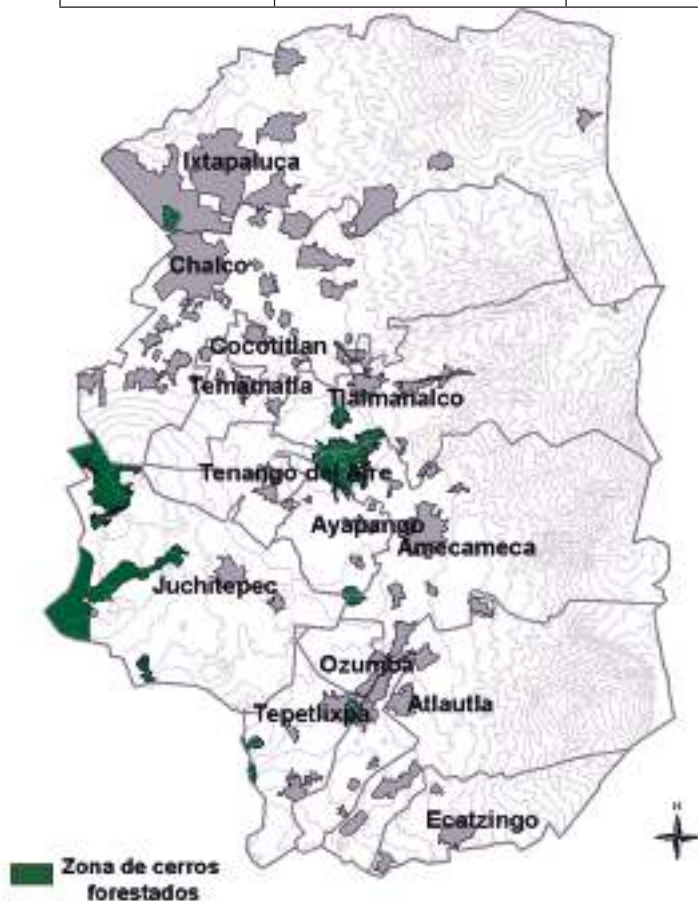 Ixtapaluca
Chalco
Cocotitlan
Temamatla
Tlalmanalco
Tenango del Aire
Ayapango
Amecameca
Juchitepec
Ozumba
Tepetlixpa
Atlautla
Ecatzingo
N
Zona de cerros
forestados